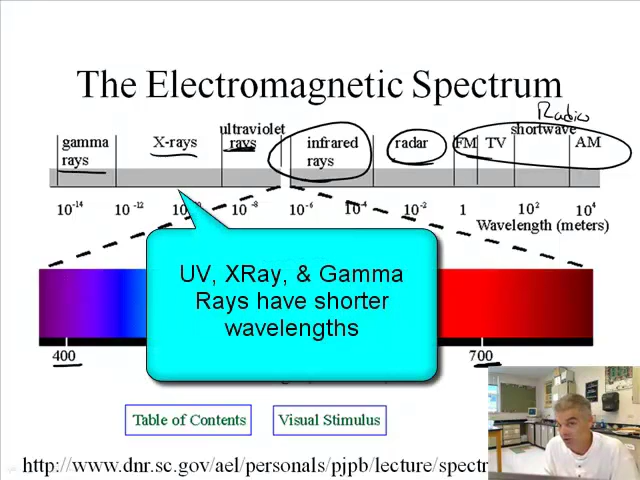 The Electromagnetic Spectrum
Radio
ultraviolet shortwave
gamma X-rays rays infrared radar FM TV AM
rays rays
10-14 10-12 10-8 10-6 10-4 10-2 1 102 104
Wavelength (meters)
UV, XRay, & Gamma
Rays have shorter
wavelengths
400 700
Table of Contents Visual Stimulus
http://www.dnr.sc.gov/ael/personals/pjpb/lecture/spectr